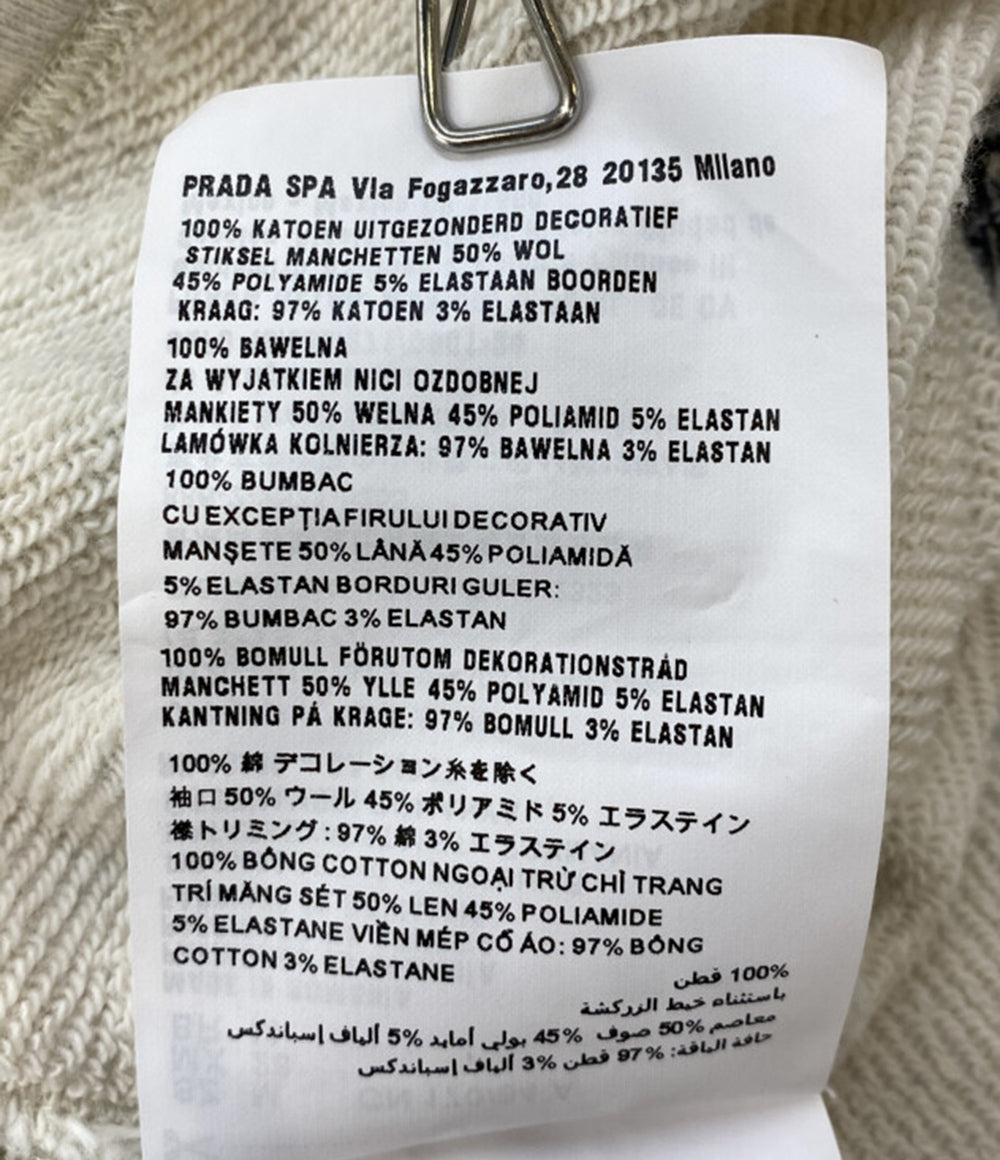 PRADA SPA Via Fogazzaro,28 20135 Milano
100% KATOEN UITGEZONDERD DECORATIEF
STIKSEL MANCHETTEN 50% WOL
45% POLYAMIDE 5% ELASTAAN BOORDEN
KRAAG: 97% KATOEN 3% ELASTAAN
100% BAWELNA
ZA WYJATKIEM NICI OZDOBNEJ
MANKIETY 50% WELNA 45% POLIAMID 5% ELASTAN
LAMÓWKA KOLNIERZA: 97% BAWELNA 3% ELASTAN
100% BUMBAC
CU EXCEPȚIA FIRULUI DECORATIV
MANȘETE 50% LÂNĂ 45% POLIAMIDĂ
5% ELASTAN BORDURI GULER:
97% BUMBAC 3% ELASTAN
100% BOMULL FÖRUTOM DEKORATIONSTRÅD
MANCHETT 50% YLLE 45% POLYAMID 5% ELASTAN
KANTNING PÅ KRAGE: 97% BOMULL 3% ELASTAN
100% 綿 デコレーション糸を除く
袖口 50% ウール 45% ポリアミド 5% エラステイン
襟トリミング : 97% 綿 3% エラステイン
100% BÔNG COTTON NGOẠI TRỪ CHỈ TRANG
TRÍ MĂNG SÉT 50% LEN 45% POLIAMIDE
5% ELASTANE VIỀN MÉP CỔ ÁO: 97% BÔNG
COTTON 3% ELASTANE
100% قطن
باستثناء خيط الزركشة
معاصم 50% صوف 45% بولي أمايد 5% ألياف إسباندكس
حافة الياقة: 97% قطن 3% ألياف إسباندكس